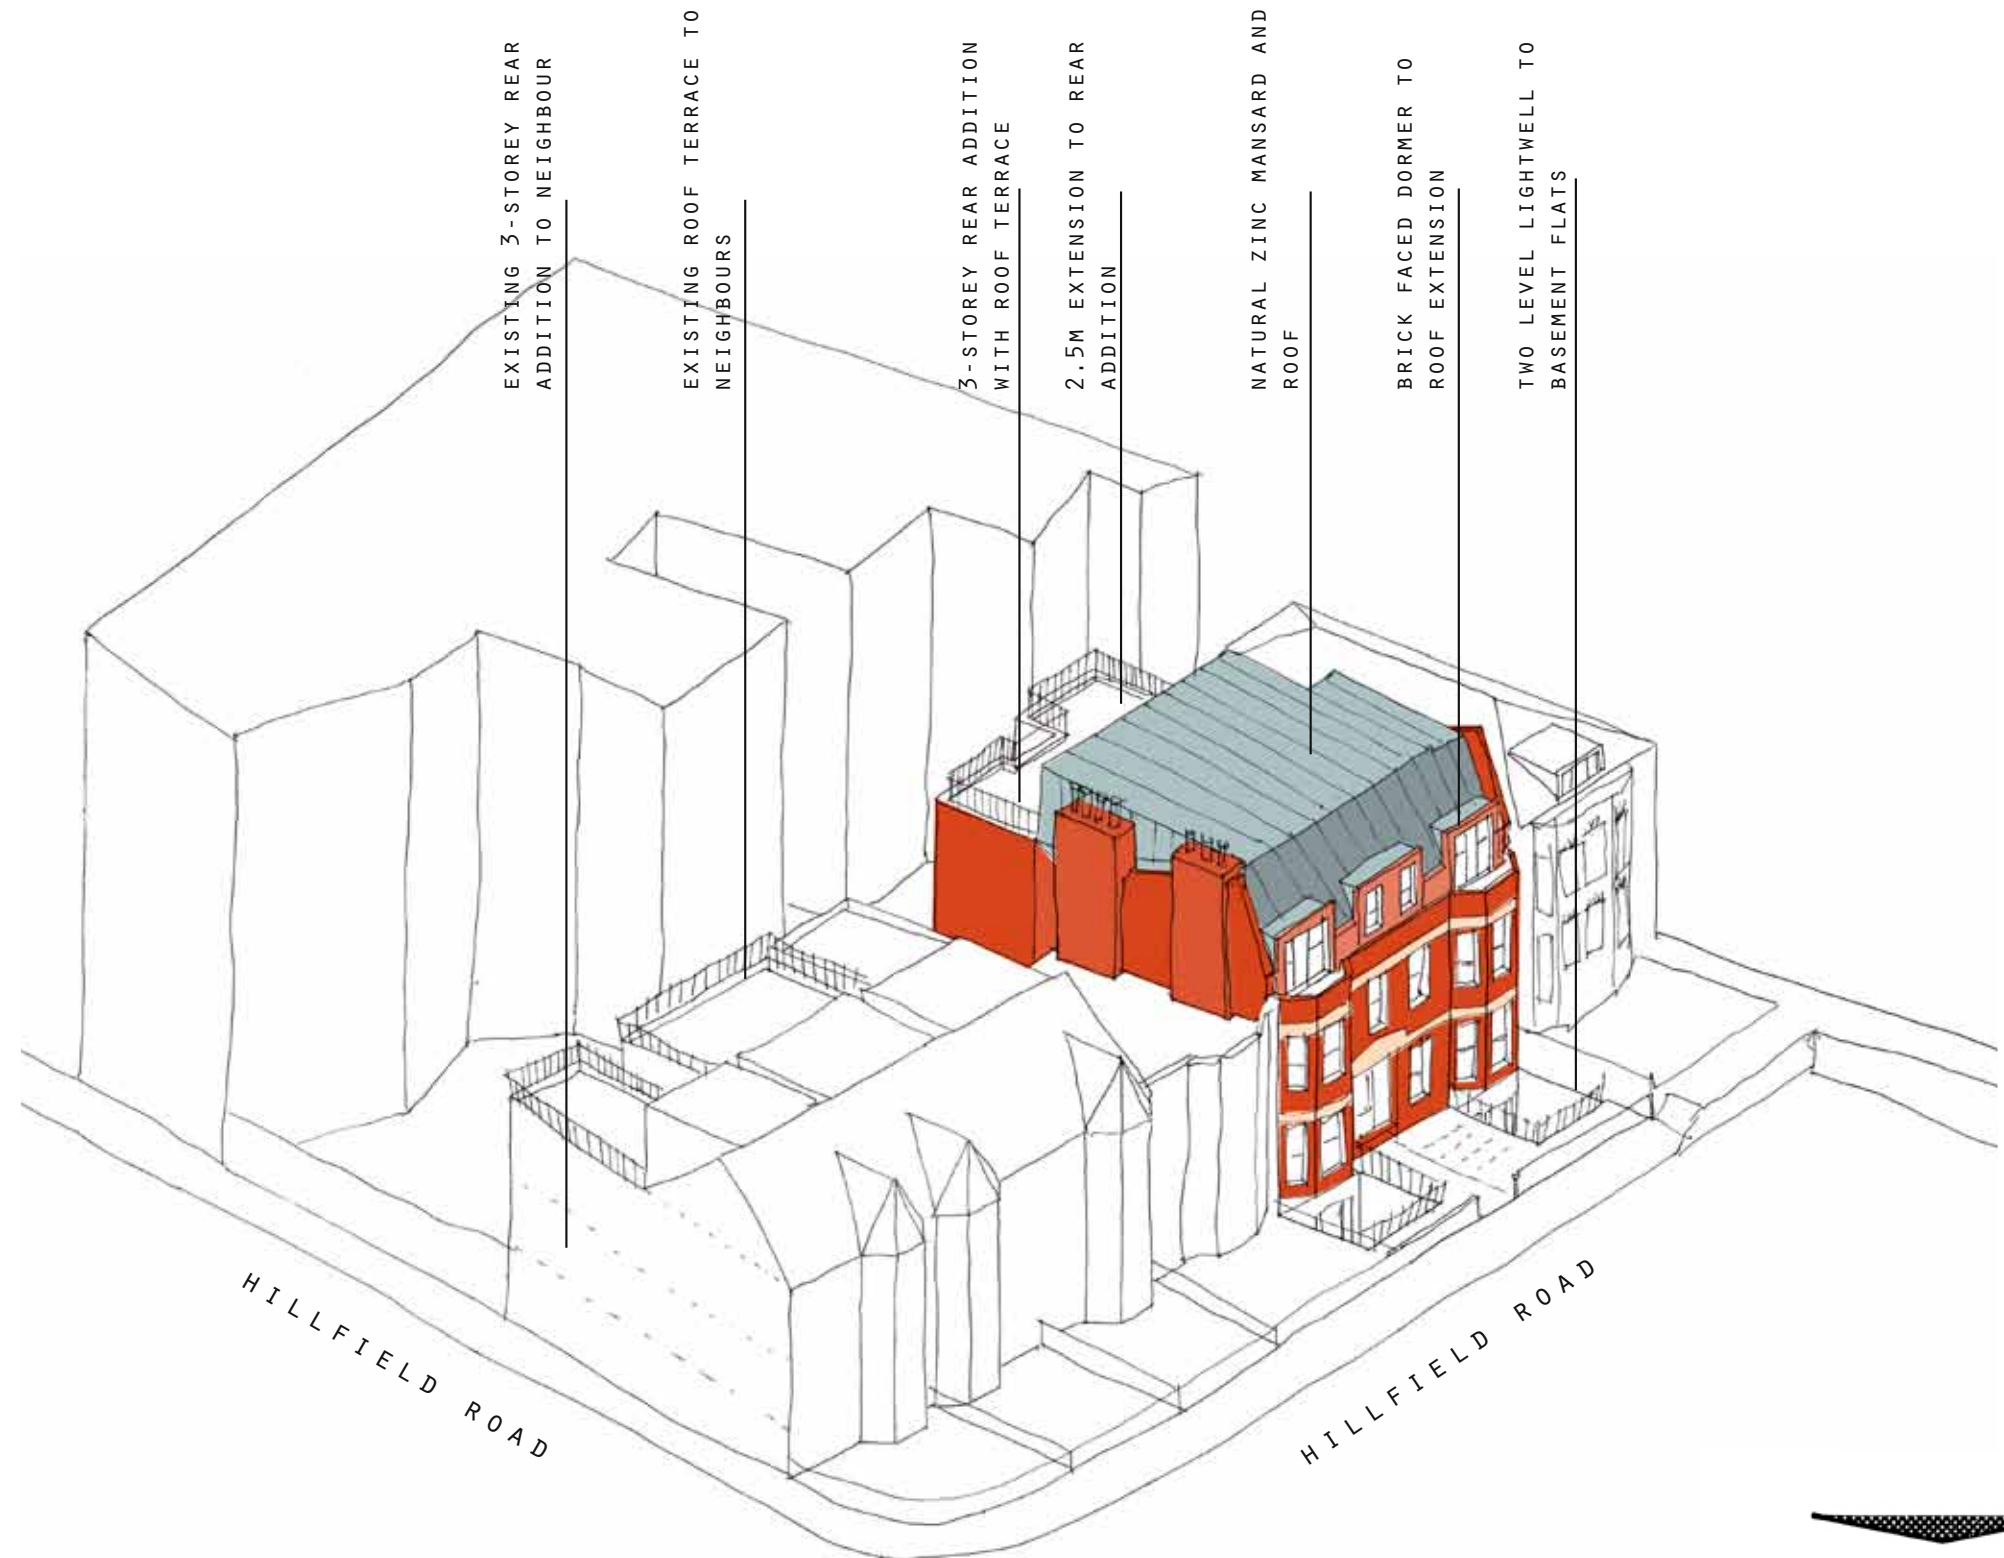 EXISTING 3-STOREY REAR
ADDITION TO NEIGHBOUR
EXISTING ROOF TERRACE TO
NEIGHBOURS
3-STOREY REAR ADDITION
WITH ROOF TERRACE
2.5M EXTENSION TO REAR
ADDITION
NATURAL ZINC MANSARD AND
ROOF
BRICK FACED DORMER TO
ROOF EXTENSION
TWO LEVEL LIGHTWELL TO
BASEMENT FLATS
HILLFIELD ROAD
HILLFIELD ROAD